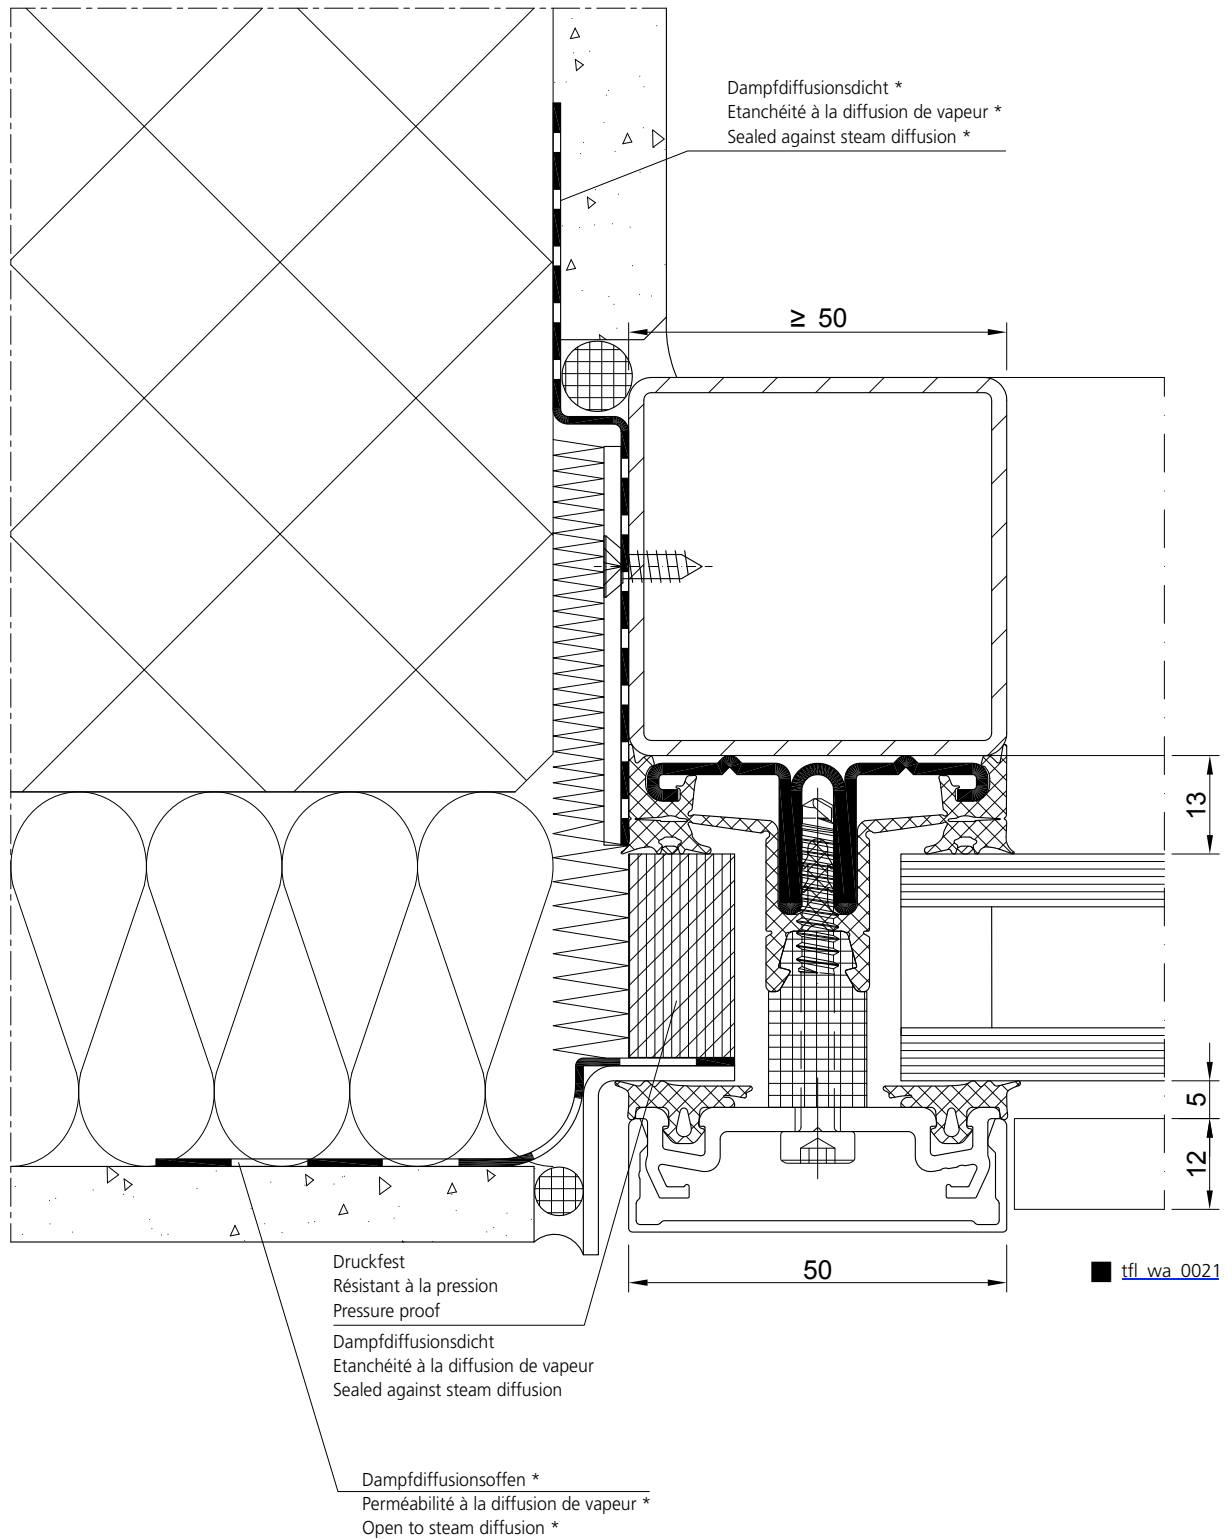 Dampfdiffusionsdicht *
Etanchéité à la diffusion de vapeur *
Sealed against steam diffusion *
≥ 50
13
5
12
50
tfl_wa_0021
Druckfest
Résistant à la pression
Pressure proof
Dampfdiffusionsdicht
Etanchéité à la diffusion de vapeur
Sealed against steam diffusion
Dampfdiffusionsoffen *
Perméabilité à la diffusion de vapeur *
Open to steam diffusion *